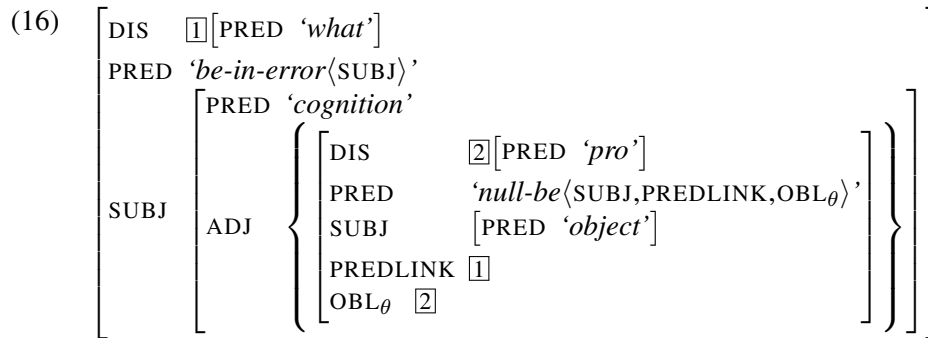 (16)
DIS 1[PRED ‘what’]
PRED ‘be-in-error⟨SUBJ⟩’
PRED ‘cognition’
DIS 2[PRED ‘pro’]
PRED ‘null-be⟨SUBJ,PREDLINK,OBLθ⟩’
SUBJ ADJ SUBJ [PRED ‘object’]
PREDLINK 1
OBLθ 2